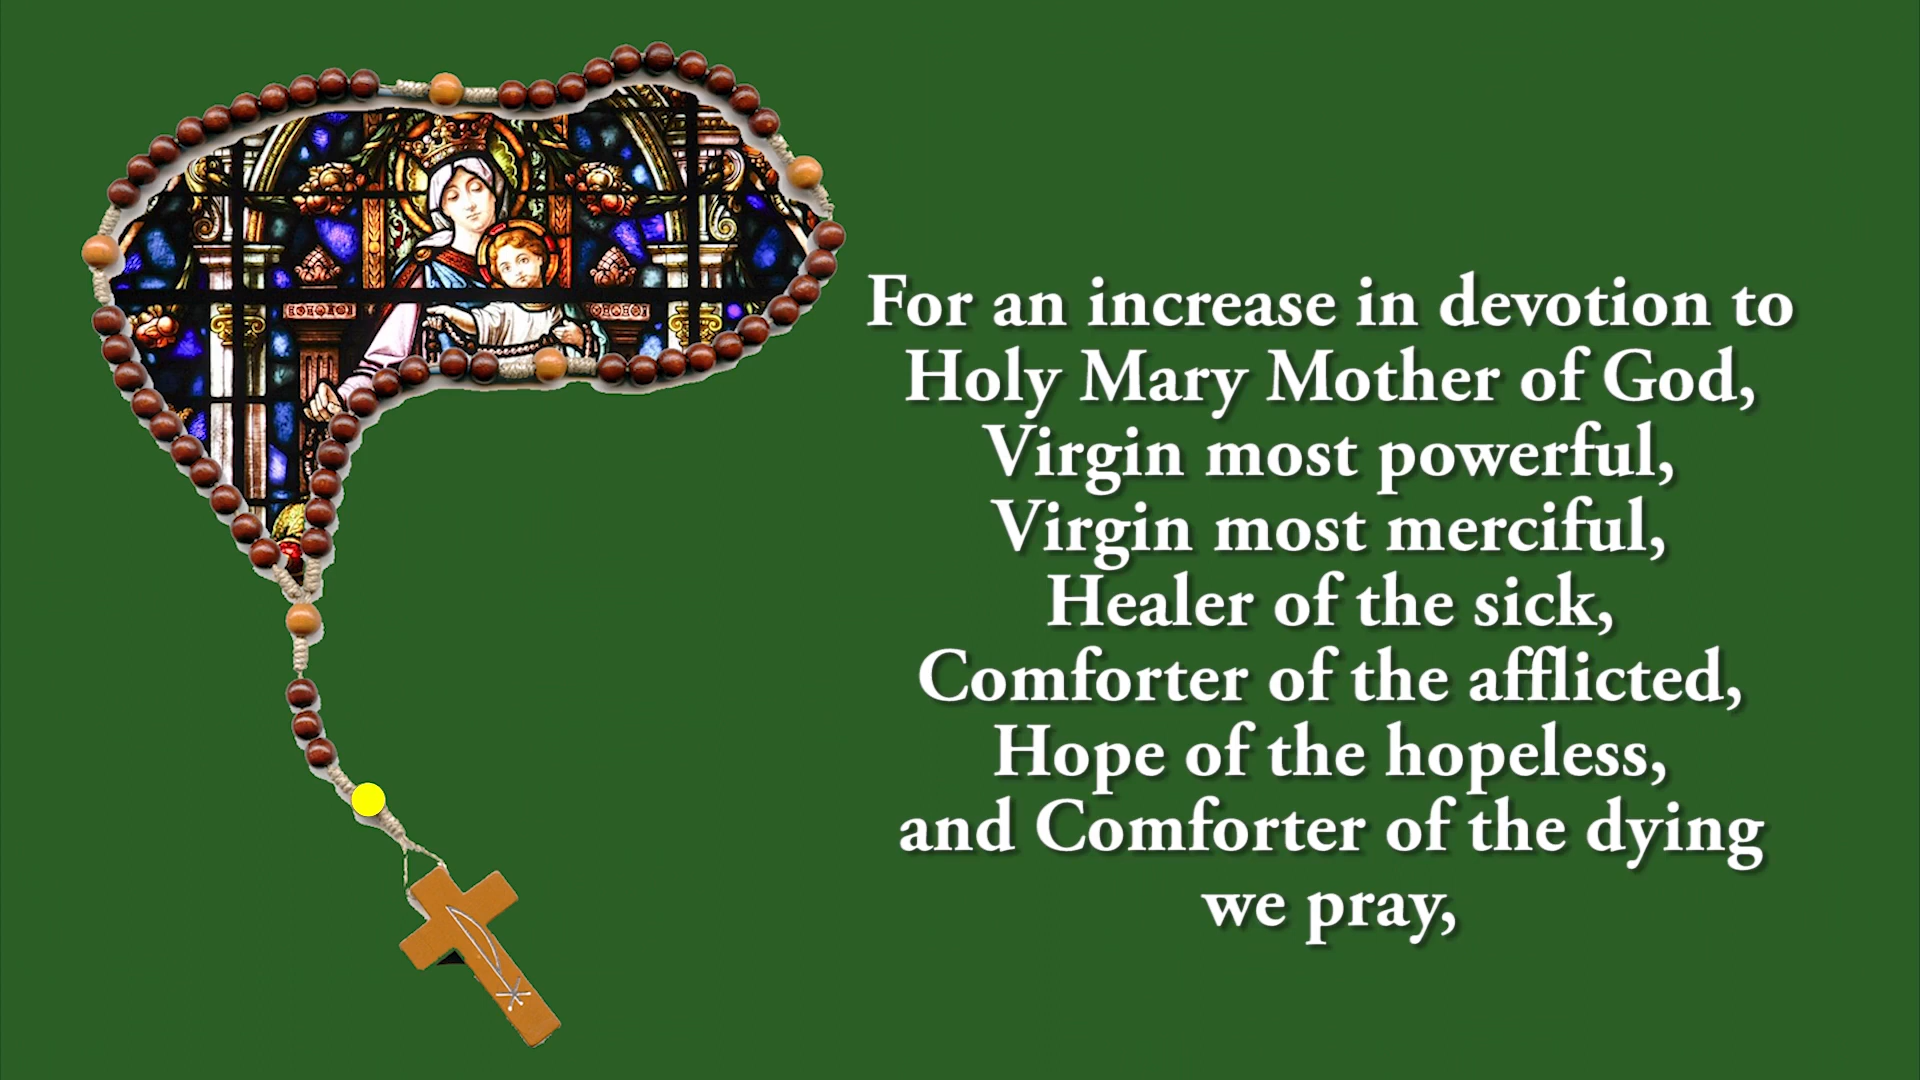 For an increase in devotion to
Holy Mary Mother of God,
Virgin most powerful,
Virgin most merciful,
Healer of the sick,
Comforter of the afflicted,
Hope of the hopeless,
and Comforter of the dying
we pray,